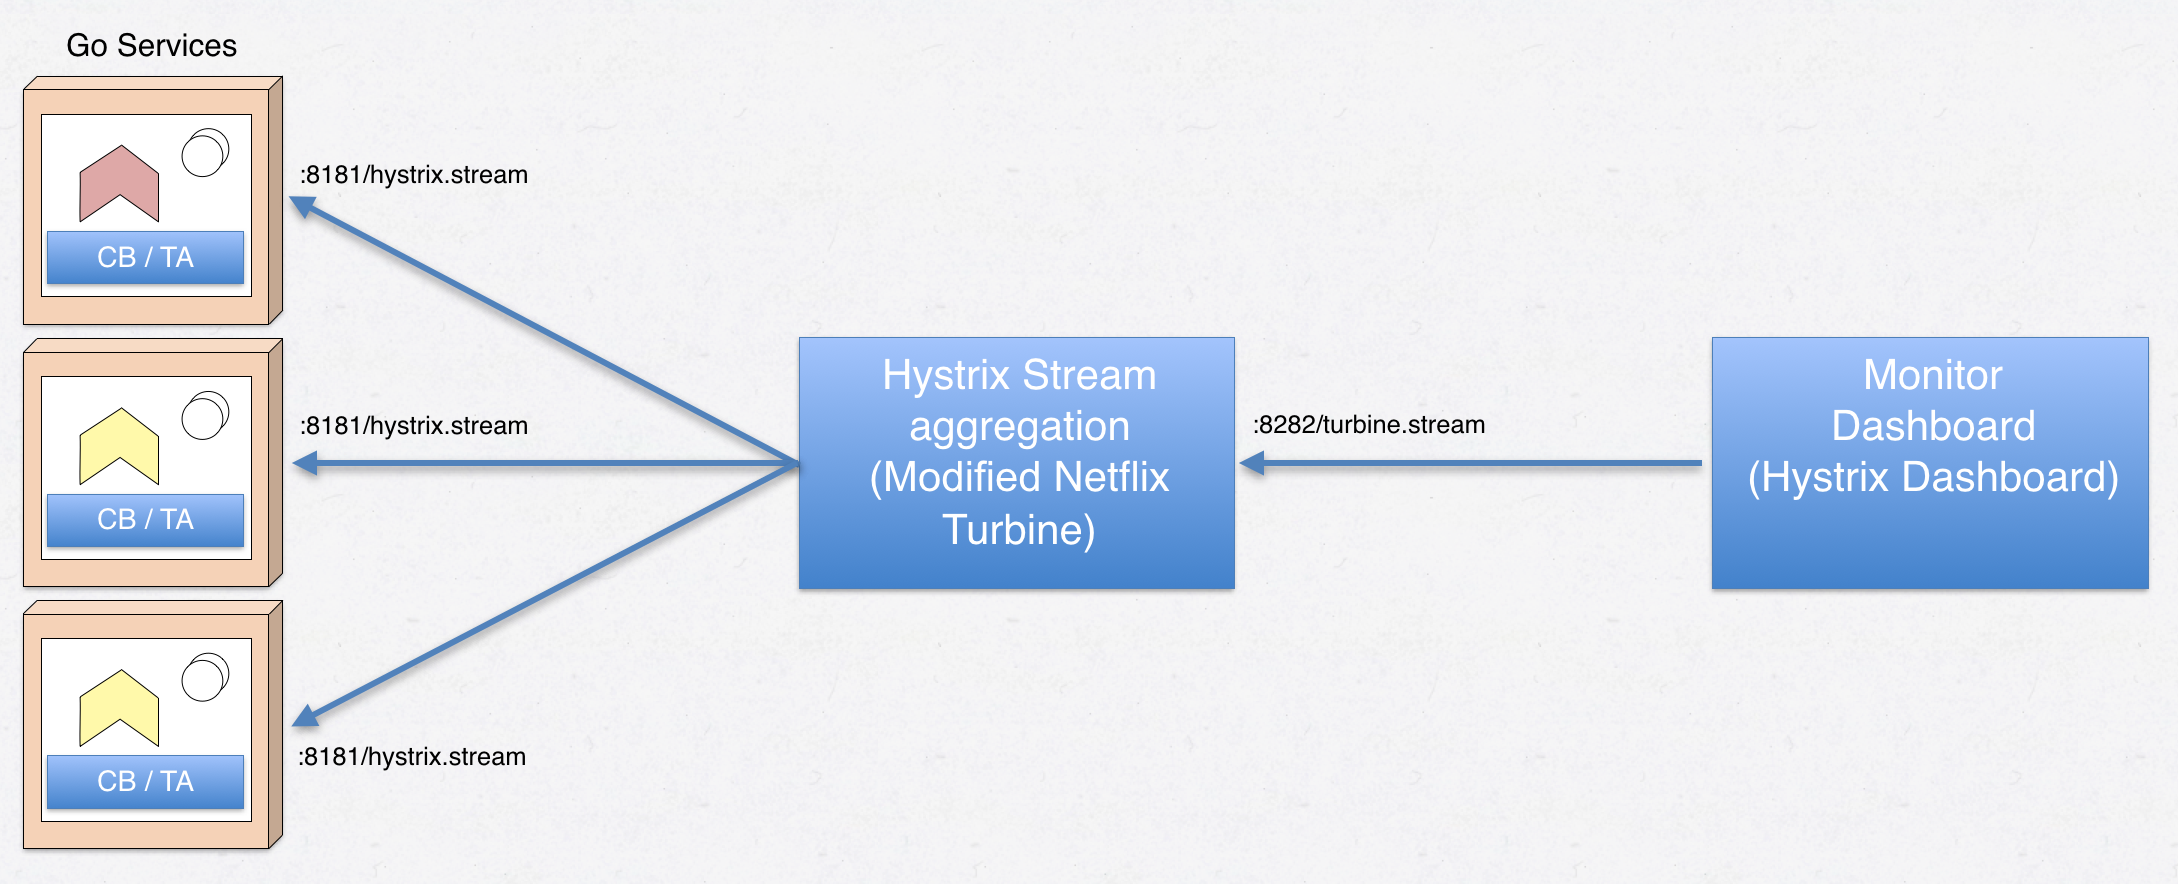 Go Services
:8181/hystrix.stream
CB / TA
:8181/hystrix.stream
CB / TA
:8181/hystrix.stream
CB / TA
Hystrix Stream
aggregation
(Modified Netflix
Turbine)
:8282/turbine.stream
Monitor
Dashboard
(Hystrix Dashboard)